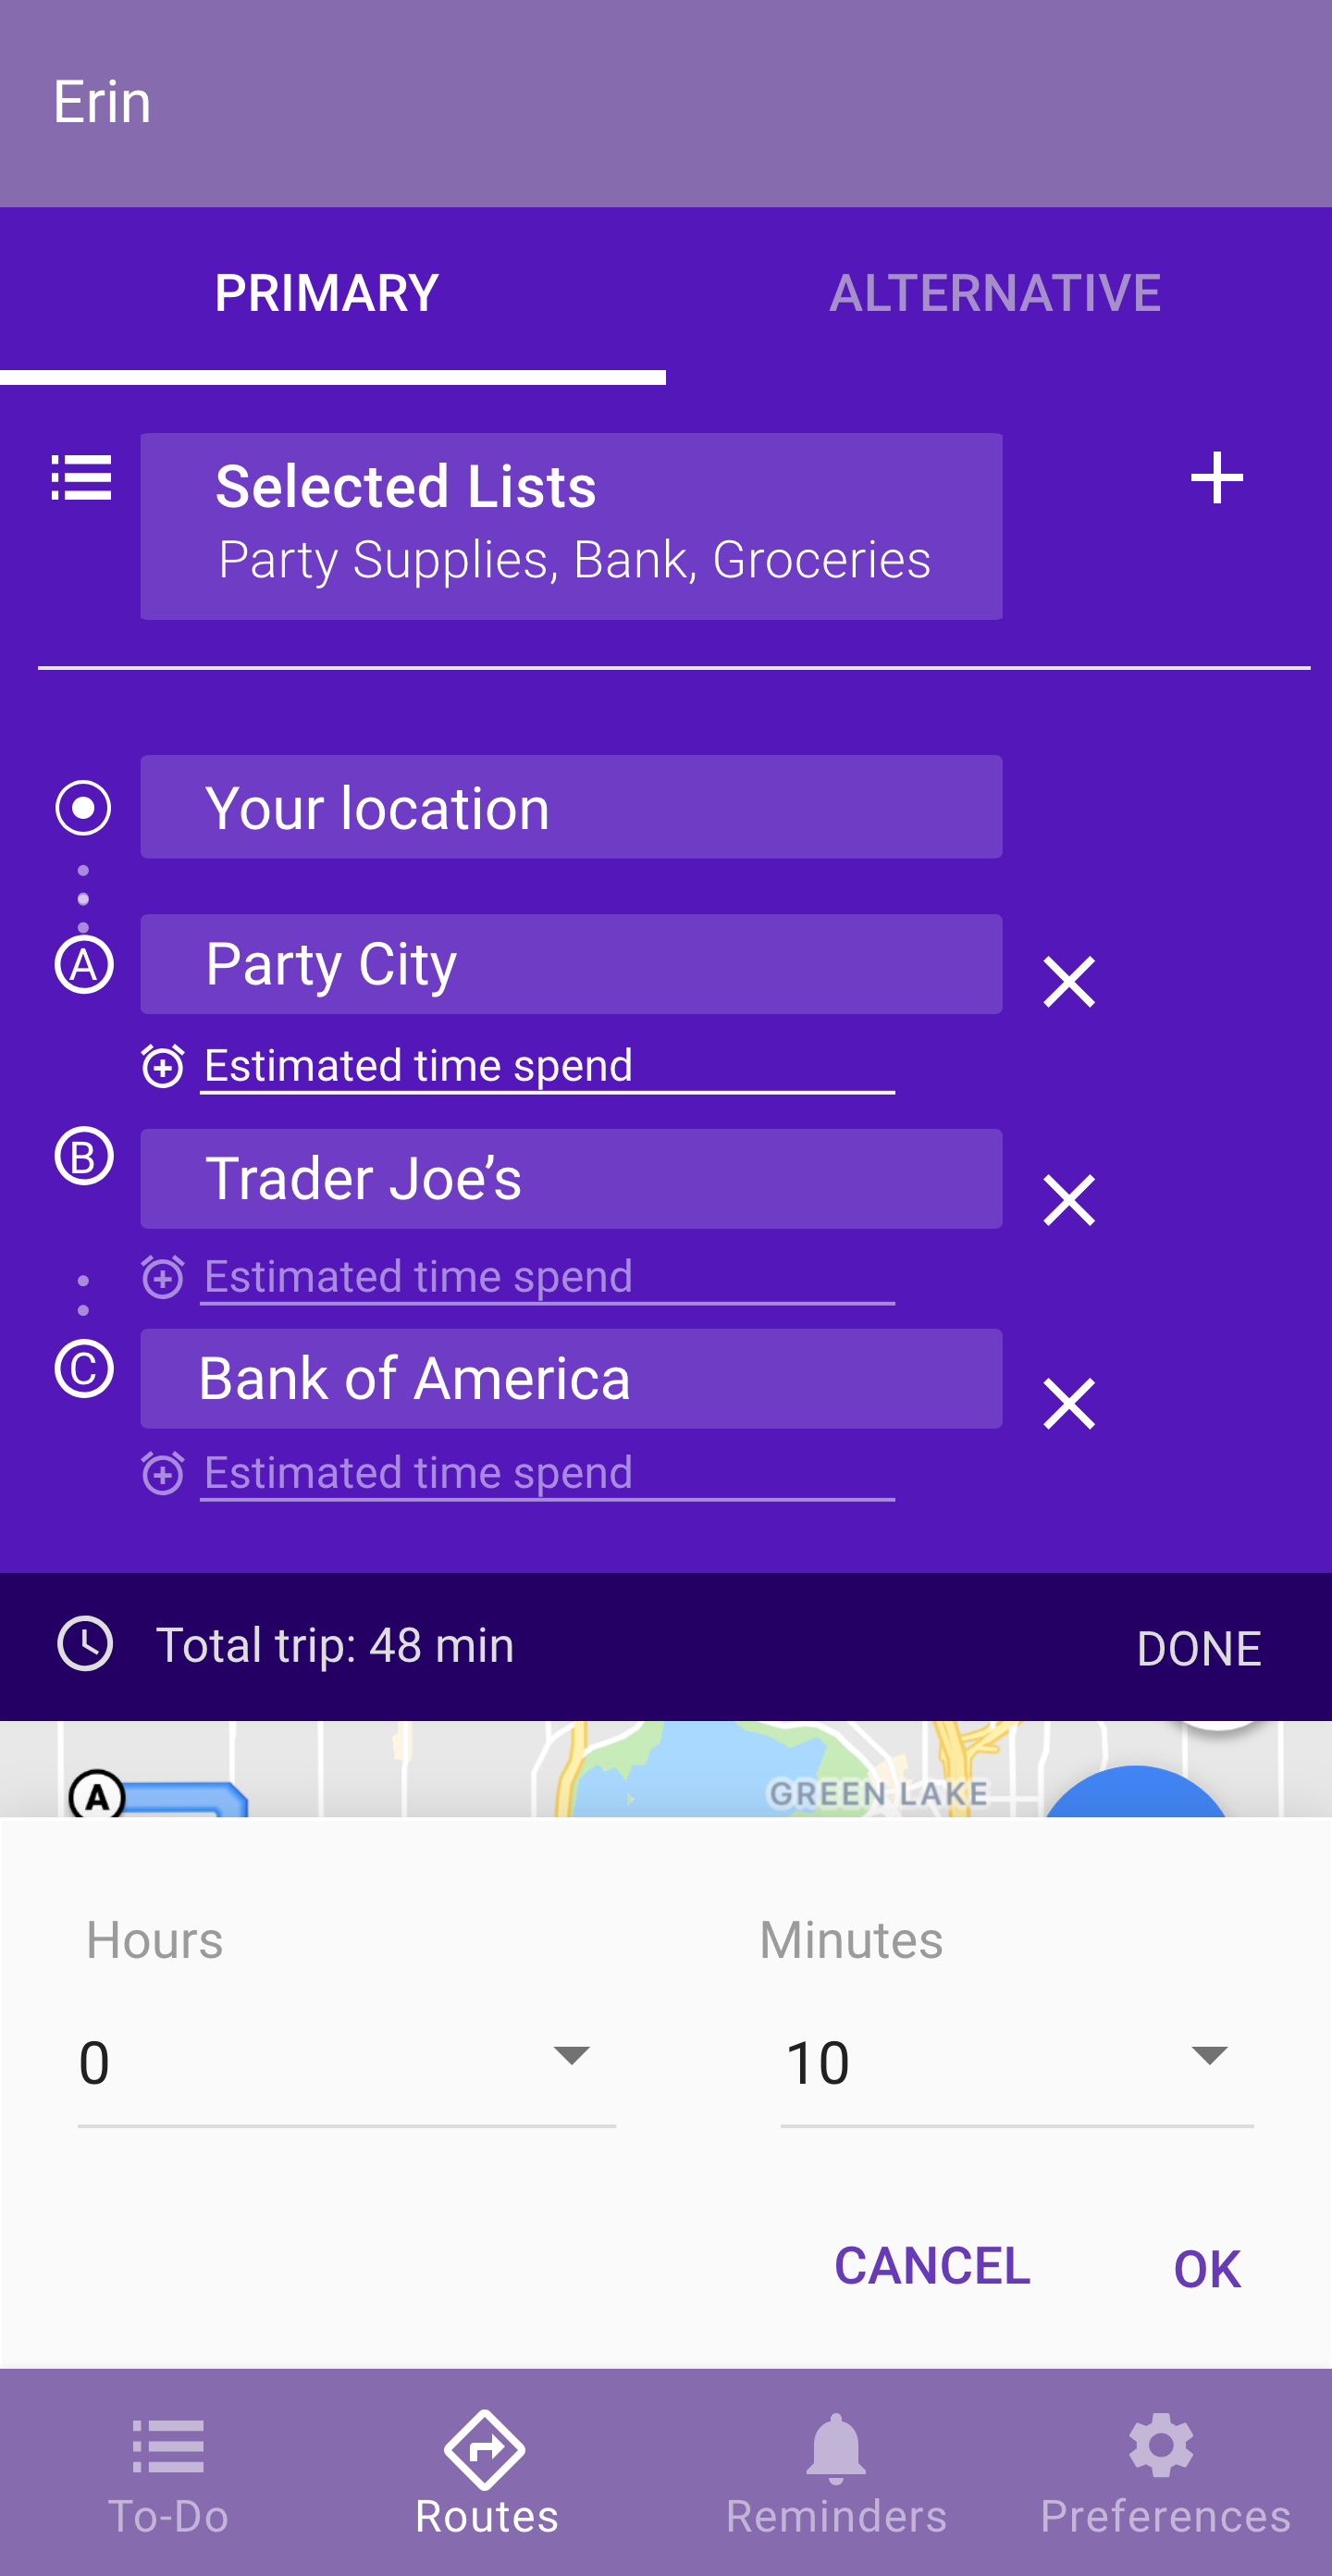 Erin
PRIMARY ALTERNATIVE
Selected Lists
Party Supplies, Bank, Groceries
Your location
A Party City
Estimated time spend
B Trader Joe’s
Estimated time spend
C Bank of America
Estimated time spend
Total trip: 48 min DONE
A GREEN LAKE
Hours Minutes
0 10
CANCEL OK
To-Do Routes Reminders Preferences